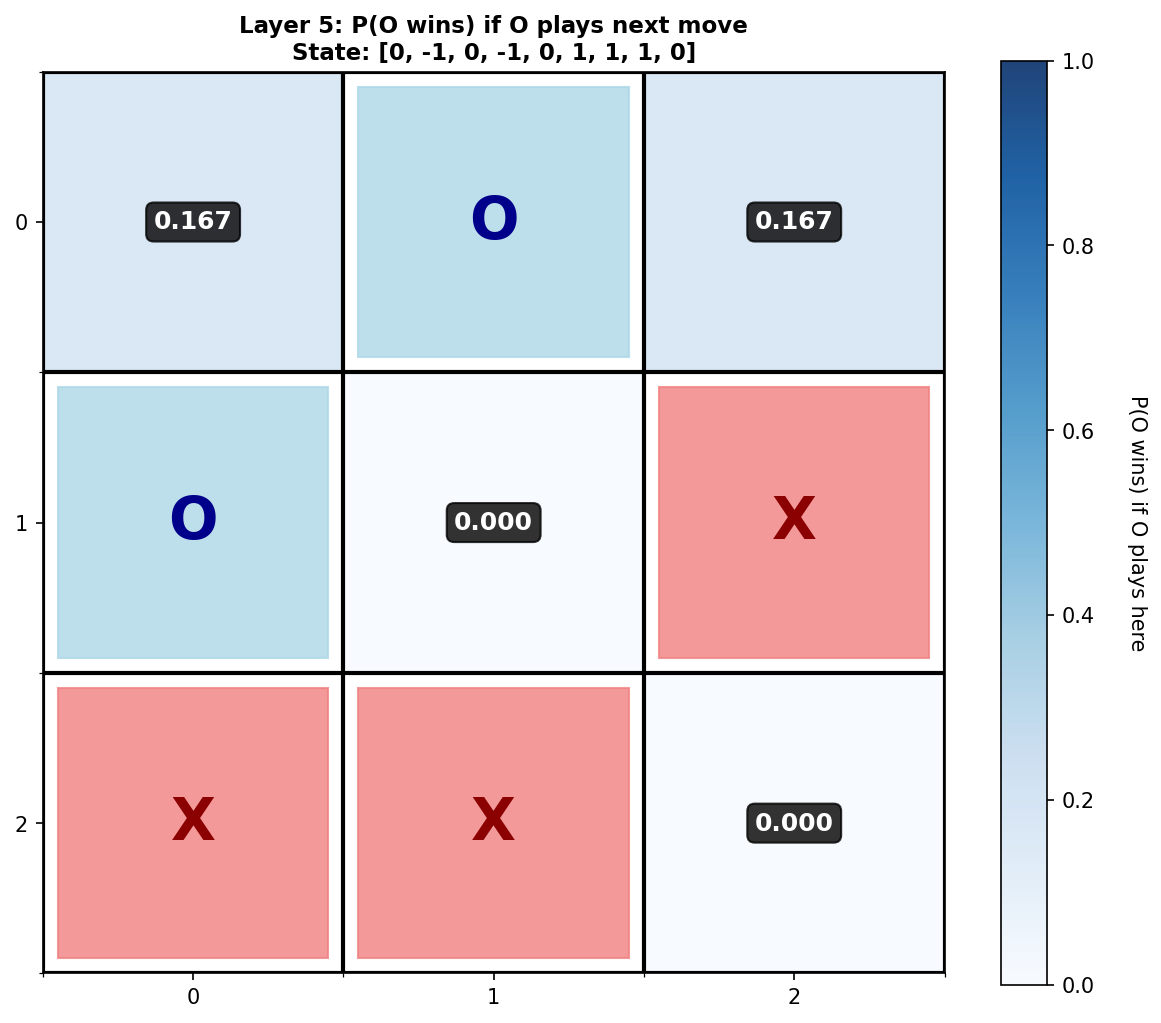 Layer 5: P(O wins) if O plays next move
State: [0, -1, 0, -1, 0, 1, 1, 1, 0]
0
0.167
O
0.167
1
O
0.000
X
2
X
X
0.000
0
1
2
1.0
0.8
0.6
0.4
0.2
0.0
P(O wins) if O plays here